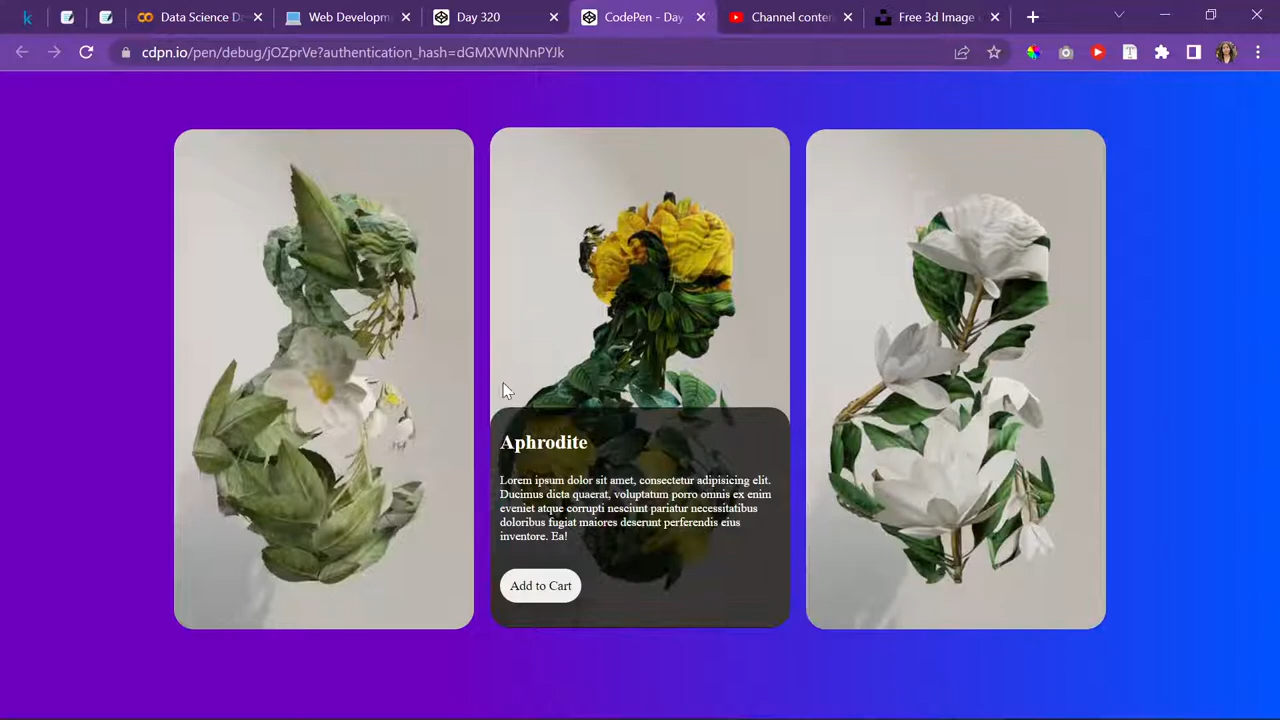 Data Science Da
Web Developm
Day 320
CodePen - Day
Channel conten
Free 3d Image
cdpn.io/pen/debug/jOZprVe?authentication_hash=dGMXWNNnPYJk
Aphrodite
Lorem ipsum dolor sit amet, consectetur adipisicing elit.
Ducimus dicta quaerat, voluptatum porro omnis ex enim
eveniet atque corrupti nesciunt pariatur necessitatibus
doloribus fugiat maiores deserunt perferendis eius
inventore. Ea!
Add to Cart